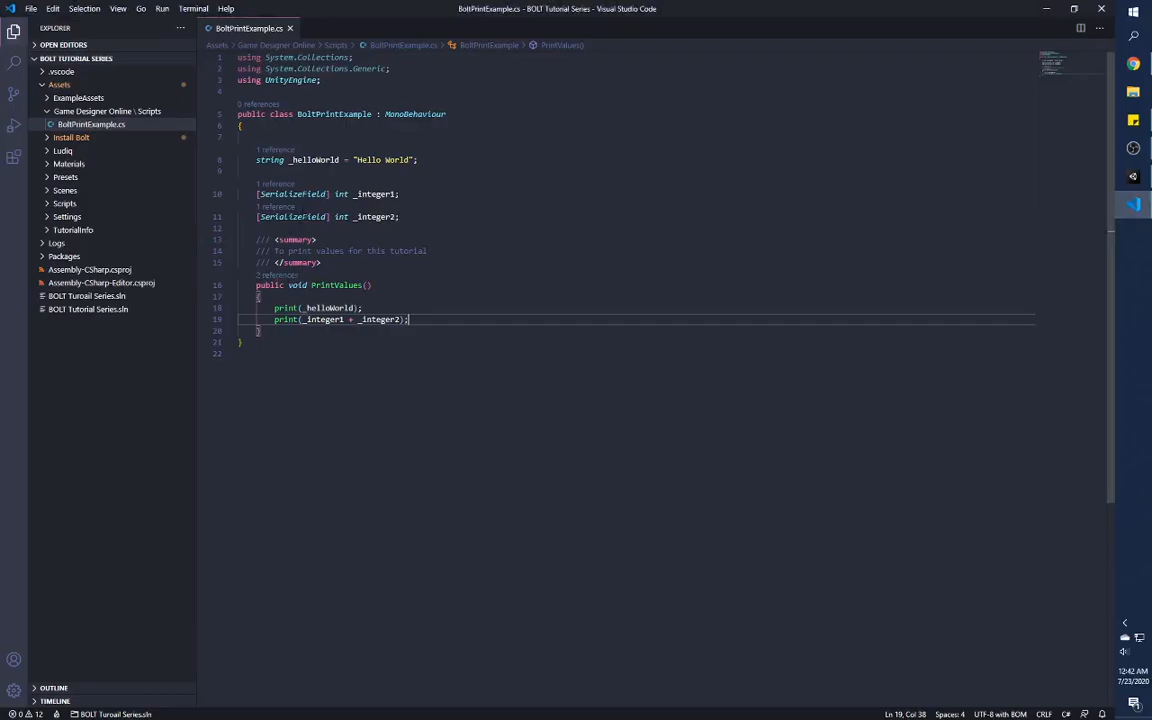 File Edit Selection View Go Run Terminal Help
BoltPrintExample.cs - BOLT Tutorial Series - Visual Studio Code
EXPLORER
OPEN EDITORS
BOLT TUTORIAL SERIES
.vscode
Assets
ExampleAssets
Game Designer Online \ Scripts
BoltPrintExample.cs
Install Bolt
Ludiq
Materials
Presets
Scenes
Scripts
Settings
TutorialInfo
Logs
Packages
Assembly-CSharp.csproj
Assembly-CSharp-Editor.csproj
BOLT Turoail Series.sln
BOLT Tutorial Series.sln
OUTLINE
TIMELINE
BoltPrintExample.cs
Assets > Game Designer Online > Scripts > BoltPrintExample.cs > BoltPrintExample > PrintValues()
1 using System.Collections;
2 using System.Collections.Generic;
3 using UnityEngine;
4
0 references
5 public class BoltPrintExample : MonoBehaviour
6 {
7
1 reference
8 string _helloWorld = "Hello World";
9
1 reference
10 [SerializeField] int _integer1;
1 reference
11 [SerializeField] int _integer2;
12
13 /// <summary>
14 /// To print values for this tutorial
15 /// </summary>
2 references
16 public void PrintValues()
17 {
18 print(_helloWorld);
19 print(_integer1 + _integer2);
20 }
21 }
22
0 12 BOLT Turoail Series.sln
Ln 19, Col 38 Spaces: 4 UTF-8 with BOM CRLF C#
12:42 AM
7/23/2020